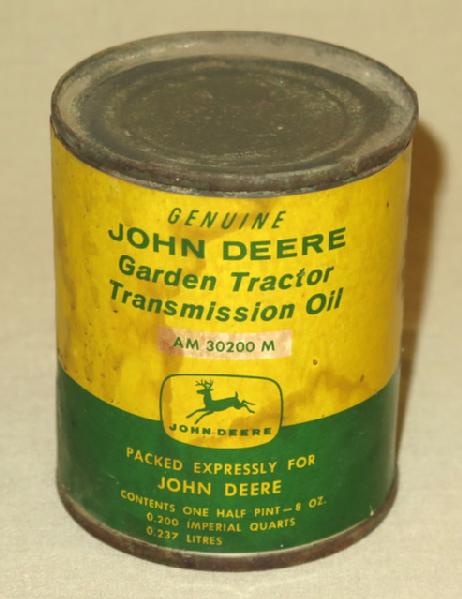 GENUINE
JOHN DEERE
Garden Tractor
Transmission Oil
AM 30200 M
JOHN DEERE
PACKED EXPRESSLY FOR
JOHN DEERE
CONTENTS ONE HALF PINT — 8 OZ.
0.200 IMPERIAL QUARTS
0.237 LITRES